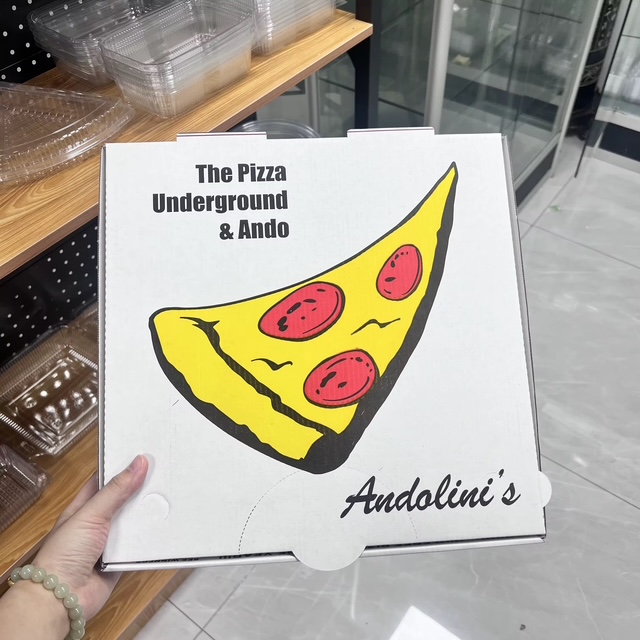 The Pizza
Underground
& Ando
Andolini's